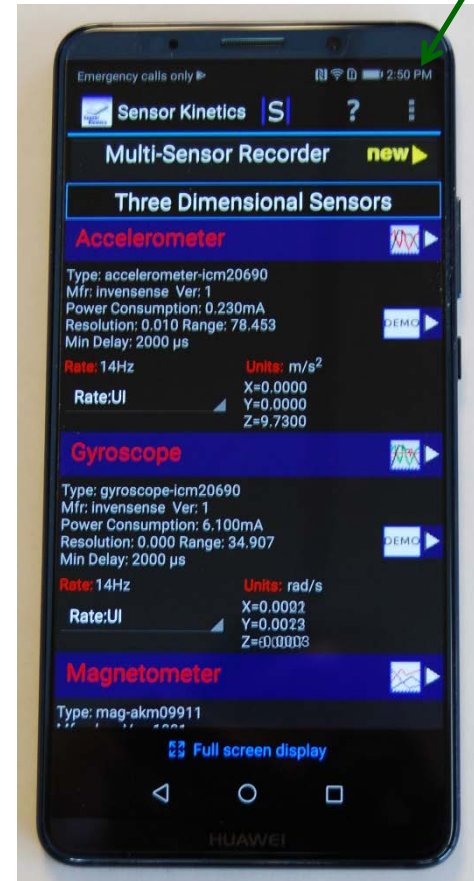 Emergency calls only
2:50 PM
Sensor Kinetics |S| ?
Multi-Sensor Recorder new
Three Dimensional Sensors
Accelerometer
Type: accelerometer-icm20690
Mfr: invensense Ver: 1
Power Consumption: 0.230mA
Resolution: 0.010 Range: 78.453
DEMO
Min Delay: 2000 µs
Rate: 14Hz Units: m/s²
Rate:UI
X=0.0000
Y=0.0000
Z=9.7300
Gyroscope
Type: gyroscope-icm20690
Mfr: invensense Ver: 1
Power Consumption: 6.100mA
Resolution: 0.000 Range: 34.907
DEMO
Min Delay: 2000 µs
Rate: 14Hz Units: rad/s
Rate:UI
Magnetometer
Type: mag-akm09911
Full screen display
HUAWEI